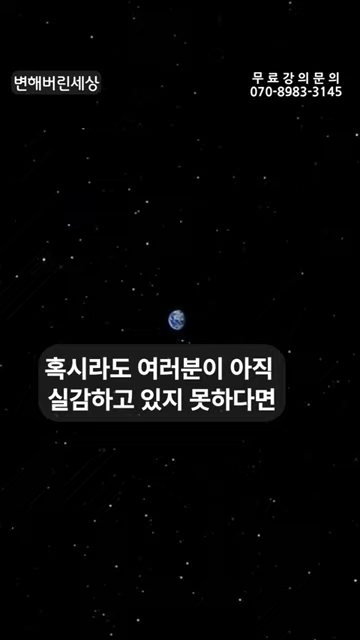 변해버린세상
무료강의문의
070-8983-3145
혹시라도 여러분이 아직
실감하고 있지 못하다면